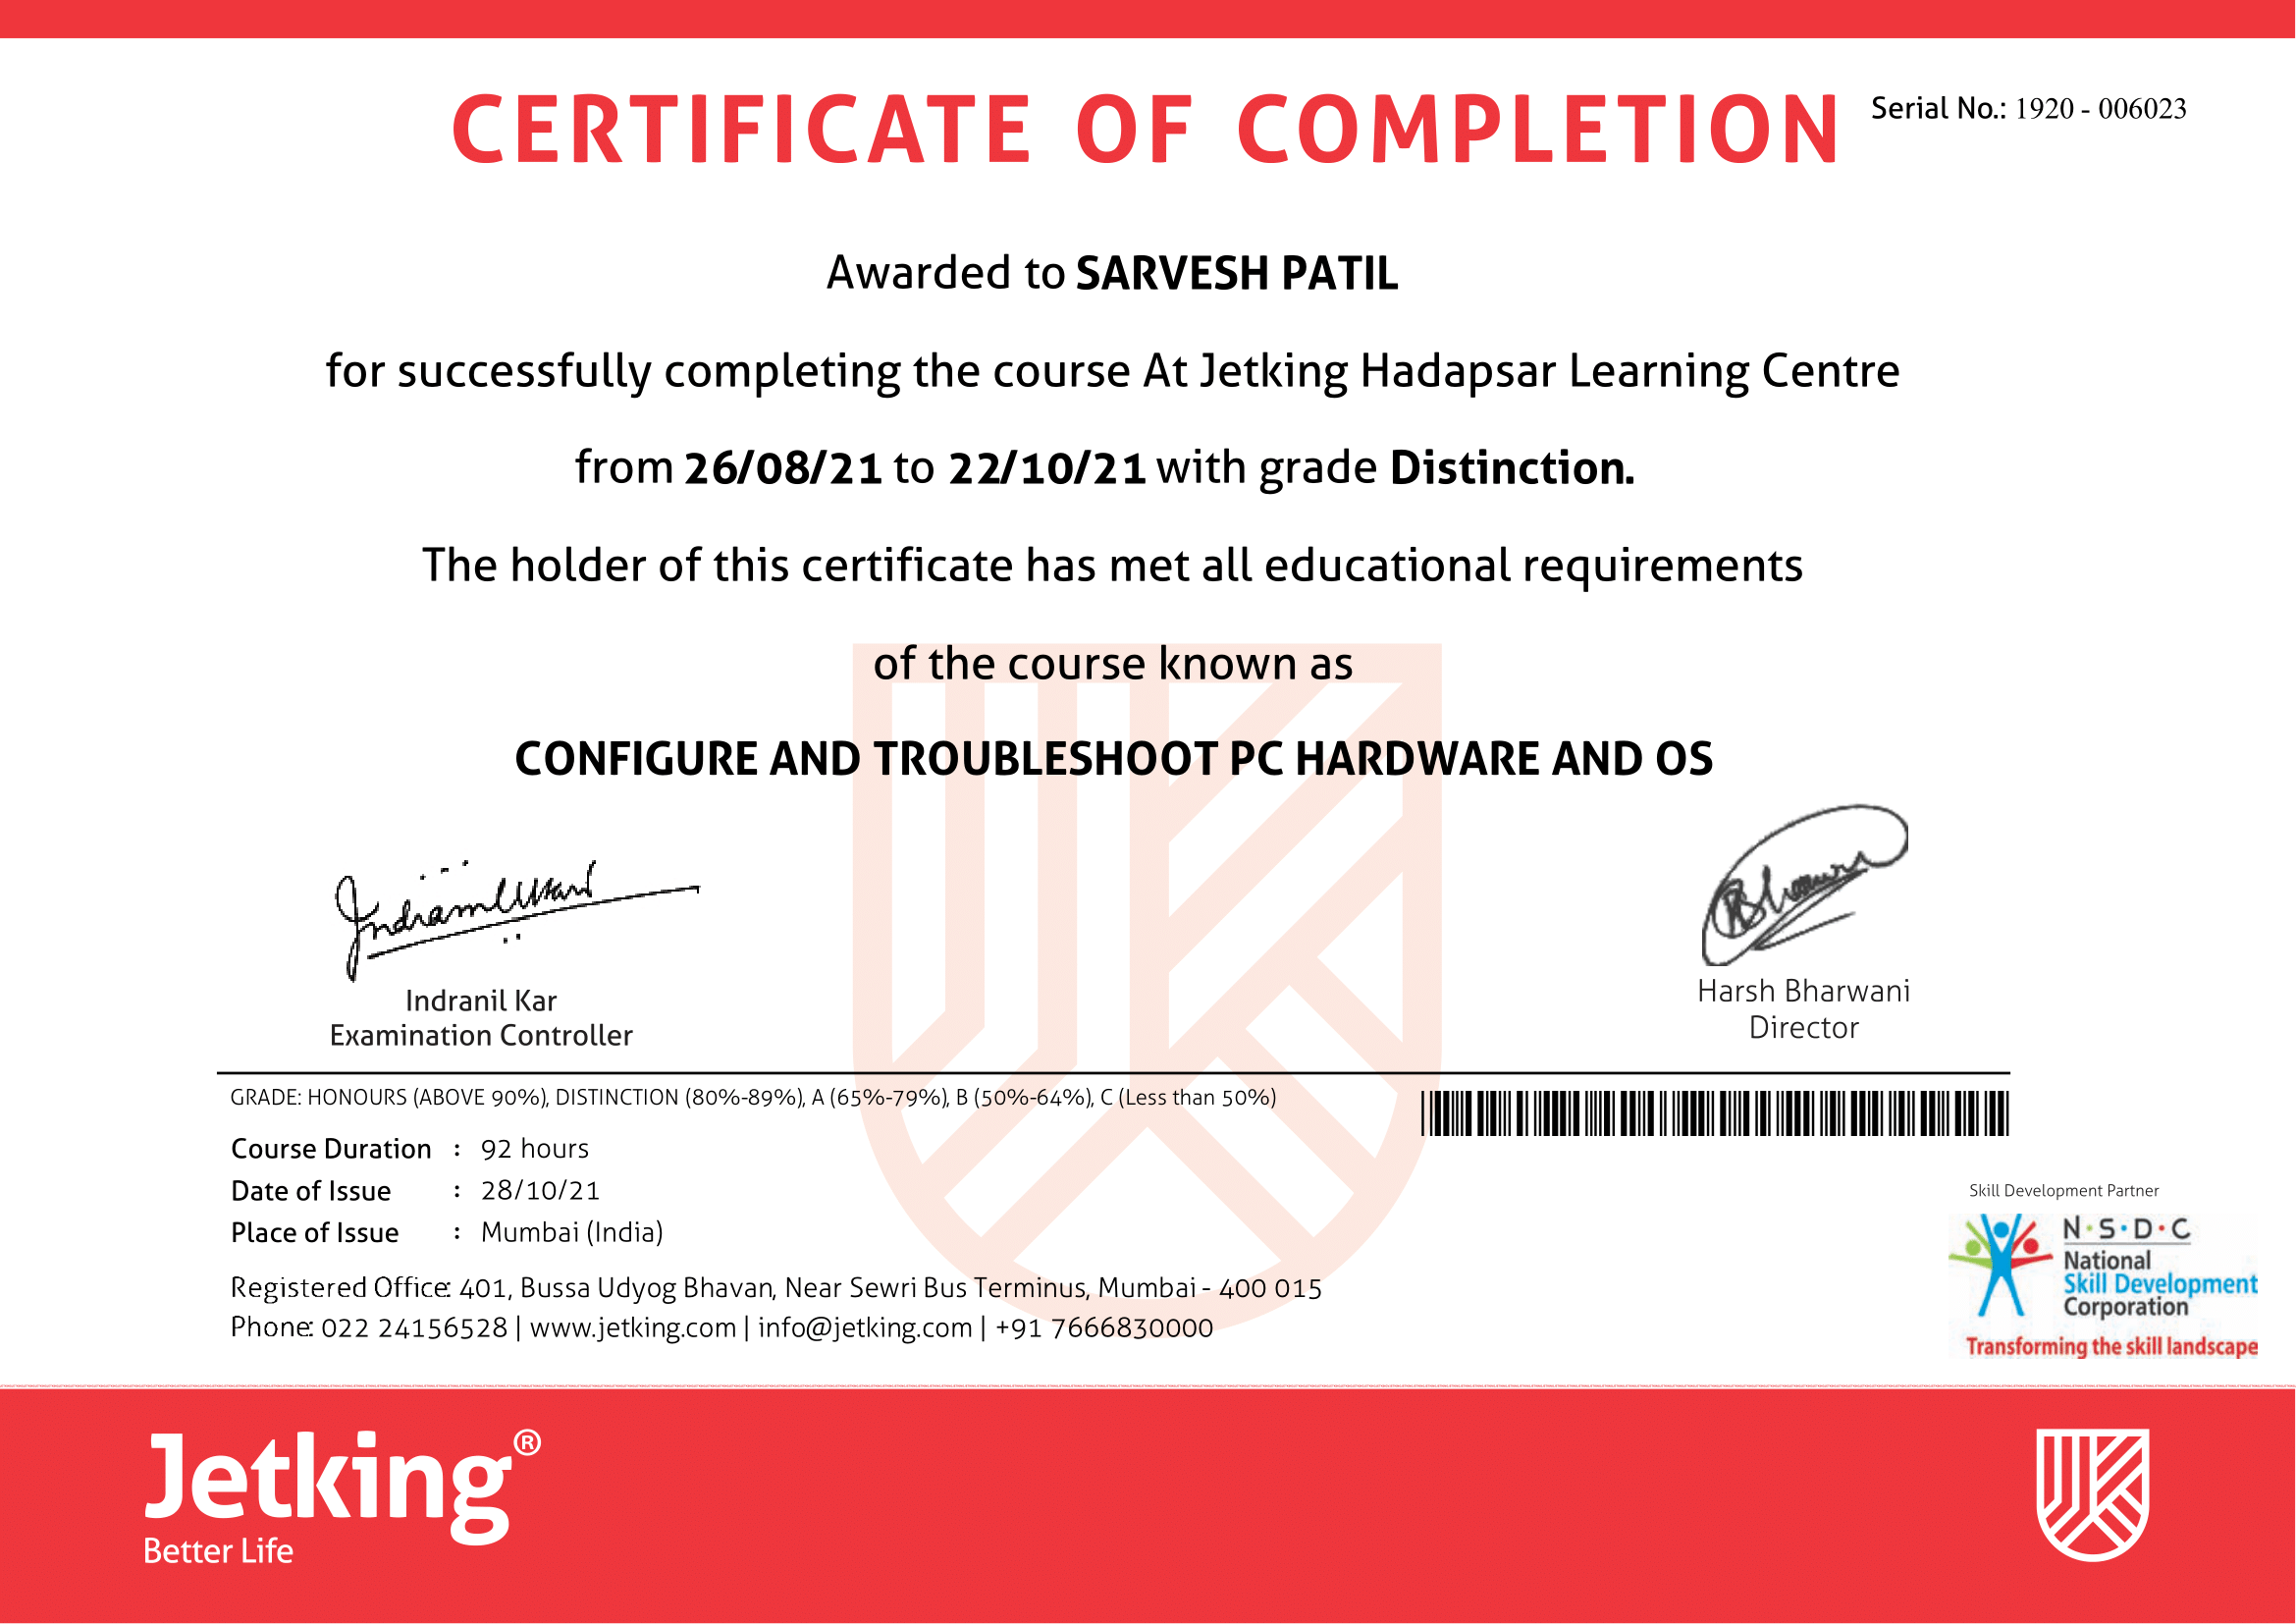 CERTIFICATE OF COMPLETION
Serial No.: 1920 - 006023
Awarded to SARVESH PATIL
for successfully completing the course At Jetking Hadapsar Learning Centre
from 26/08/21 to 22/10/21 with grade Distinction.
The holder of this certificate has met all educational requirements
of the course known as
CONFIGURE AND TROUBLESHOOT PC HARDWARE AND OS
Indranil Kar
Examination Controller
Harsh Bharwani
Director
GRADE: HONOURS (ABOVE 90%), DISTINCTION (80%-89%), A (65%-79%), B (50%-64%), C (Less than 50%)
Course Duration : 92 hours
Date of Issue : 28/10/21
Place of Issue : Mumbai (India)
Registered Office: 401, Bussa Udyog Bhavan, Near Sewri Bus Terminus, Mumbai - 400 015
Phone: 022 24156528 | www.jetking.com | info@jetking.com | +91 7666830000
Skill Development Partner
N·S·D·C
National
Skill Development
Corporation
Transforming the skill landscape
Jetking®
Better Life